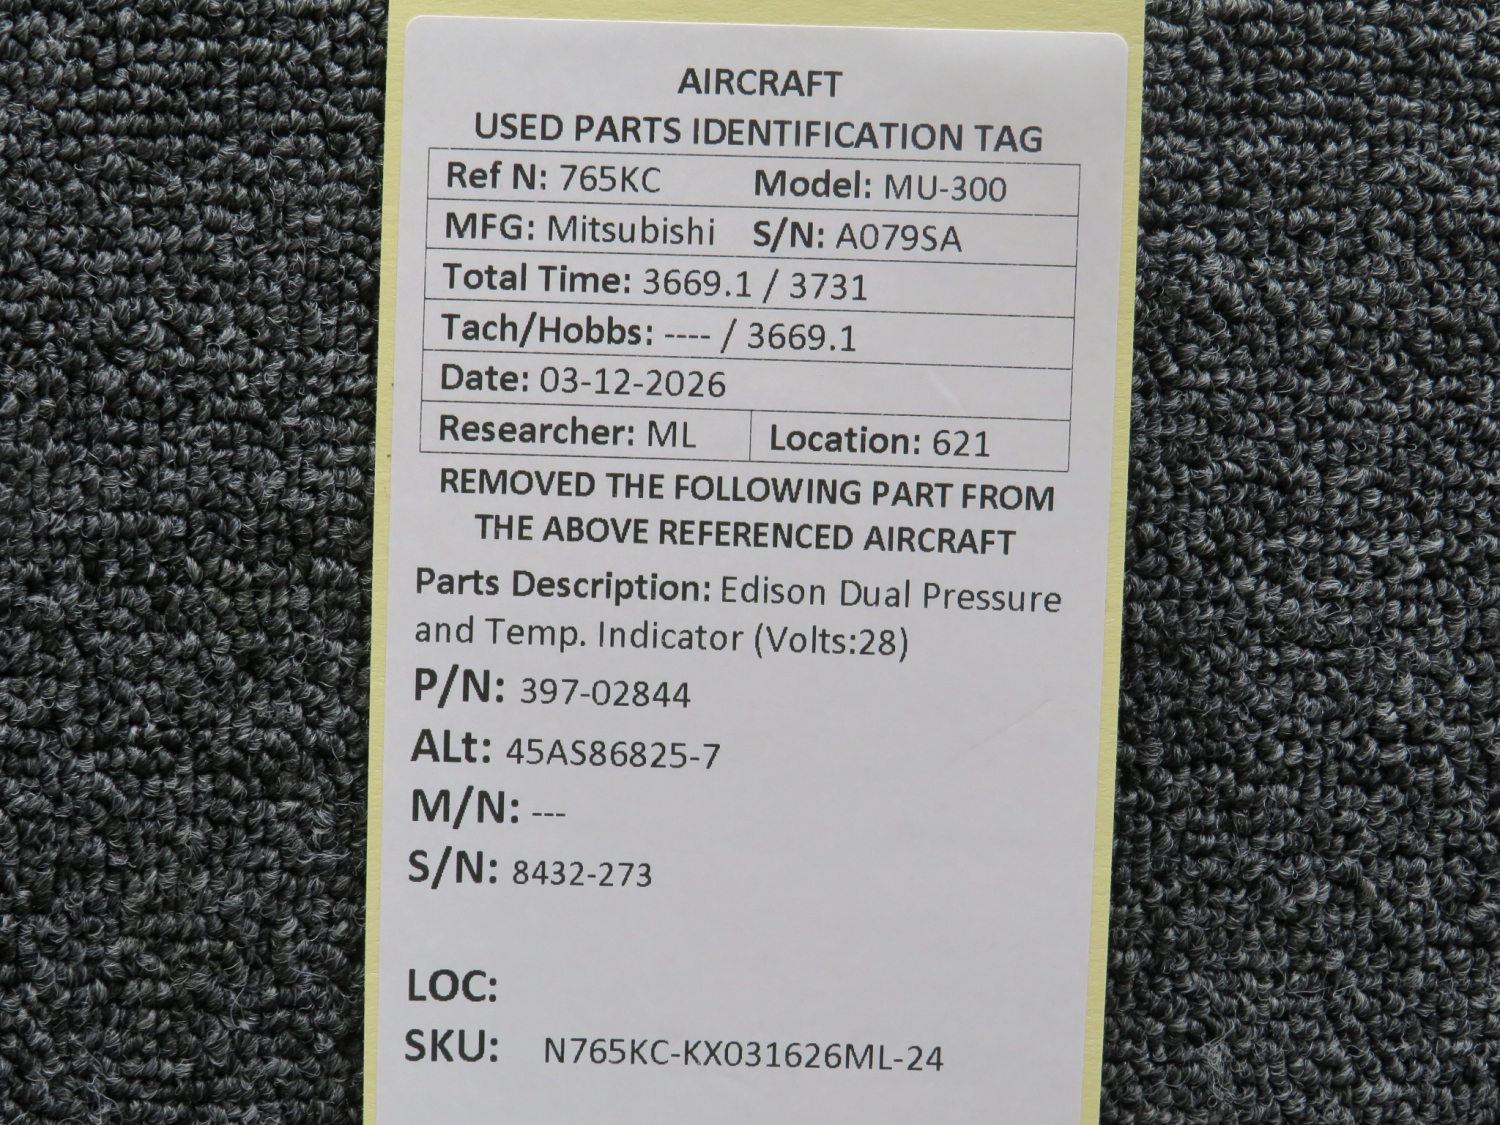 AIRCRAFT
USED PARTS IDENTIFICATION TAG
Ref N: 765KC Model: MU-300
MFG: Mitsubishi S/N: A079SA
Total Time: 3669.1 / 3731
Tach/Hobbs: ---- / 3669.1
Date: 03-12-2026
Researcher: ML Location: 621
REMOVED THE FOLLOWING PART FROM
THE ABOVE REFERENCED AIRCRAFT
Parts Description: Edison Dual Pressure
and Temp. Indicator (Volts:28)
P/N: 397-02844
ALt: 45AS86825-7
M/N: ---
S/N: 8432-273
LOC:
SKU: N765KC-KX031626ML-24